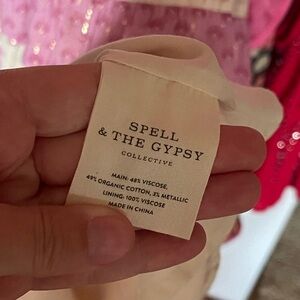 SPELL
& THE GYPSY
COLLECTIVE
MAIN: 48% VISCOSE,
49% ORGANIC COTTON, 3% METALLIC
LINING: 100% VISCOSE
MADE IN CHINA